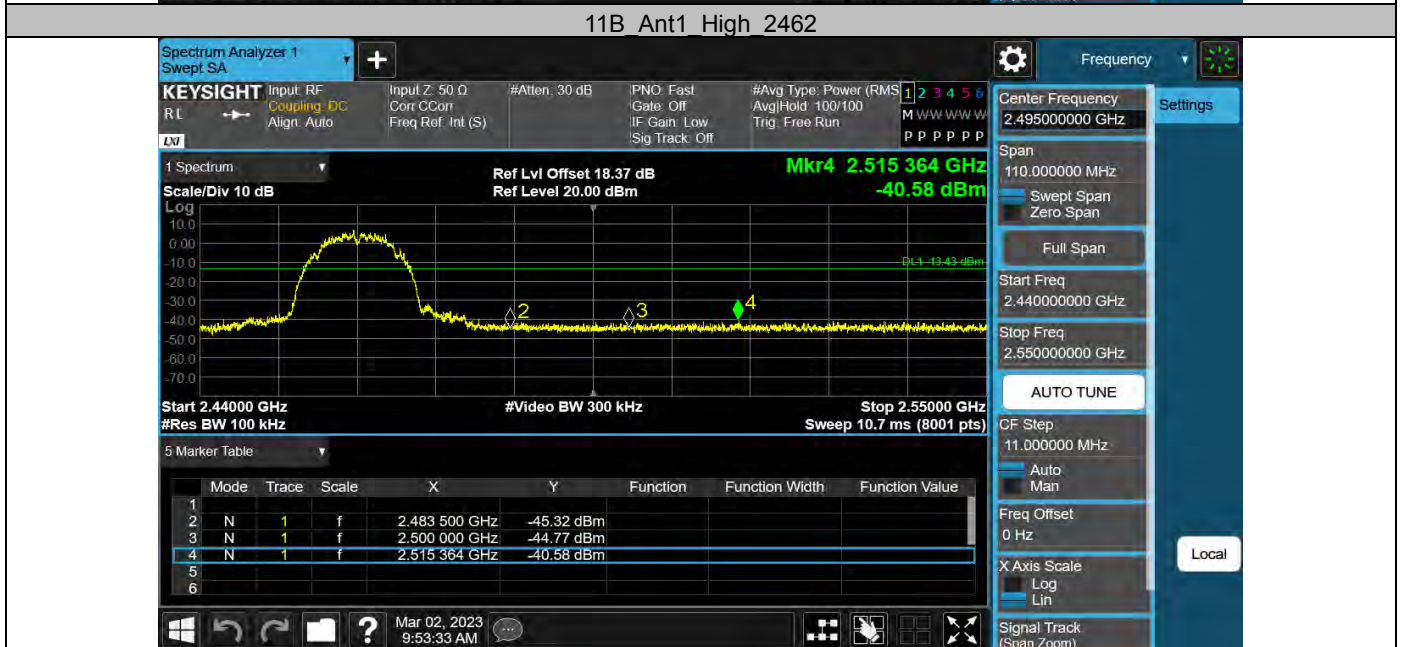 11B_Ant1_High_2462
Spectrum Analyzer 1
Swept SA
Frequency
KEYSIGHT
RL
LXI
Input: RF
Coupling: DC
Align: Auto
Input Z: 50 Ω
Corr CCorr
Freq Ref: Int (S)
#Atten: 30 dB
PNO: Fast
Gate: Off
IF Gain: Low
Sig Track: Off
#Avg Type: Power (RMS
Avg|Hold: 100/100
Trig: Free Run
1 2 3 4 5 6
M W W W W W
P P P P P P
Center Frequency
2.495000000 GHz
Settings
1 Spectrum
Scale/Div 10 dB
Ref Lvl Offset 18.37 dB
Ref Level 20.00 dBm
Mkr4 2.515 364 GHz
-40.58 dBm
Log
10.0
0.00
-10.0
-20.0
-30.0
-40.0
-50.0
-60.0
-70.0
DL1 -13.43 dBm
2
3
4
Start 2.44000 GHz
#Res BW 100 kHz
#Video BW 300 kHz
Stop 2.55000 GHz
Sweep 10.7 ms (8001 pts)
Span
110.000000 MHz
Swept Span
Zero Span
Full Span
Start Freq
2.440000000 GHz
Stop Freq
2.550000000 GHz
AUTO TUNE
CF Step
11.000000 MHz
Auto
Man
Freq Offset
0 Hz
X Axis Scale
Log
Lin
Signal Track
(Span Zoom)
Local
5 Marker Table
Mode Trace Scale X Y Function Function Width Function Value
1
2 N 1 f 2.483 500 GHz -45.32 dBm
3 N 1 f 2.500 000 GHz -44.77 dBm
4 N 1 f 2.515 364 GHz -40.58 dBm
5
6
?
Mar 02, 2023
9:53:33 AM